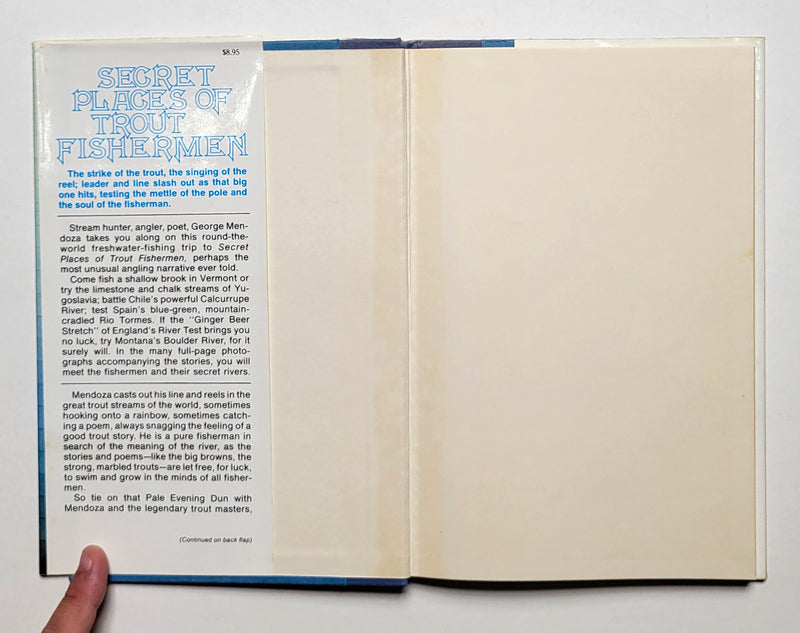 $8.95
SECRET
PLACES OF
TROUT
FISHERMEN
The strike of the trout, the singing of the
reel; leader and line slash out as that big
one hits, testing the mettle of the pole and
the soul of the fisherman.
Stream hunter, angler, poet, George Men-
doza takes you along on this round-the-
world freshwater-fishing trip to Secret
Places of Trout Fishermen, perhaps the
most unusual angling narrative ever told.
Come fish a shallow brook in Vermont or
try the limestone and chalk streams of Yu-
goslavia; battle Chile's powerful Calcurrupe
River; test Spain's blue-green, mountain-
cradled Rio Tormes. If the "Ginger Beer
Stretch" of England's River Test brings you
no luck, try Montana's Boulder River, for it
surely will. In the many full-page photo-
graphs accompanying the stories, you will
meet the fishermen and their secret rivers.
Mendoza casts out his line and reels in the
great trout streams of the world, sometimes
hooking onto a rainbow, sometimes catch-
ing a poem, always snagging the feeling of a
good trout story. He is a pure fisherman in
search of the meaning of the river, as the
stories and poems—like the big browns, the
strong, marbled trouts—are let free, for luck,
to swim and grow in the minds of all fisher-
men.
So tie on that Pale Evening Dun with
Mendoza and the legendary trout masters,
(Continued on back flap)